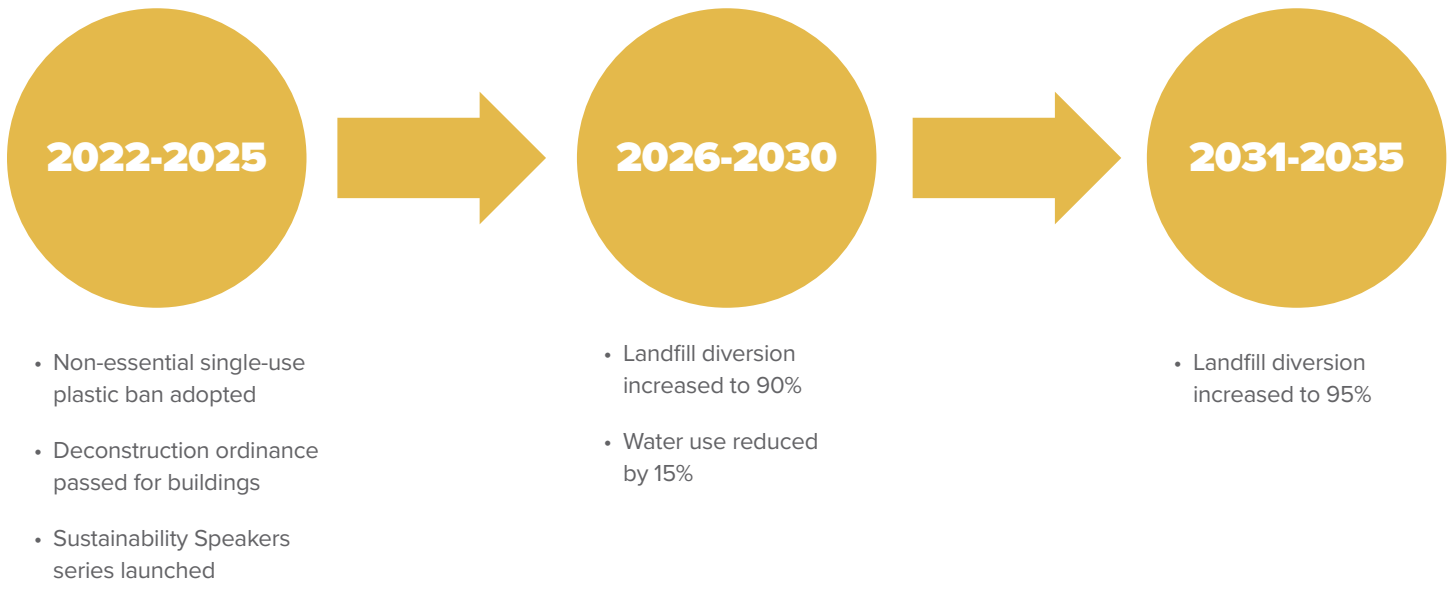 2022-2025
• Non-essential single-use
plastic ban adopted
• Deconstruction ordinance
passed for buildings
• Sustainability Speakers
series launched
2026-2030
• Landfill diversion
increased to 90%
• Water use reduced
by 15%
2031-2035
• Landfill diversion
increased to 95%